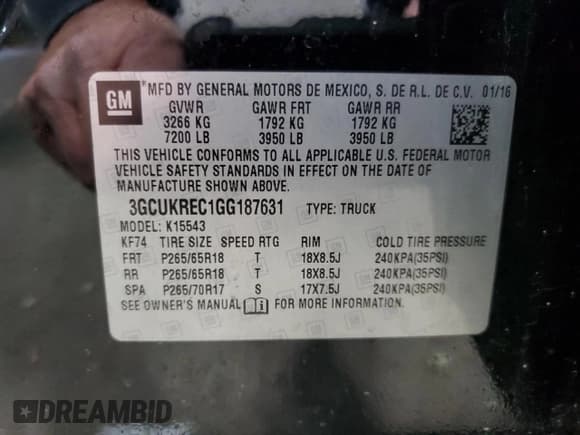 GM
*MFD BY GENERAL MOTORS DE MEXICO, S. DE R.L. DE C.V. 01/16
GVWR GAWR FRT GAWR RR
3266 KG 1792 KG 1792 KG
7200 LB 3950 LB 3950 LB
THIS VEHICLE CONFORMS TO ALL APPLICABLE U.S. FEDERAL MOTOR
VEHICLE SAFETY STANDARDS IN EFFECT ON THE DATE OF
MANUFACTURE SHOWN ABOVE.
3GCUKREC1GG187631 TYPE: TRUCK
MODEL: K15543
KF74 TIRE SIZE SPEED RTG RIM COLD TIRE PRESSURE
FRT P265/65R18 T 18X8.5J 240KPA(35PSI)
RR P265/65R18 T 18X8.5J 240KPA(35PSI)
SPA P265/70R17 S 17X7.5J 240KPA(35PSI)
SEE OWNER'S MANUAL FOR MORE INFORMATION.
DREAMBID